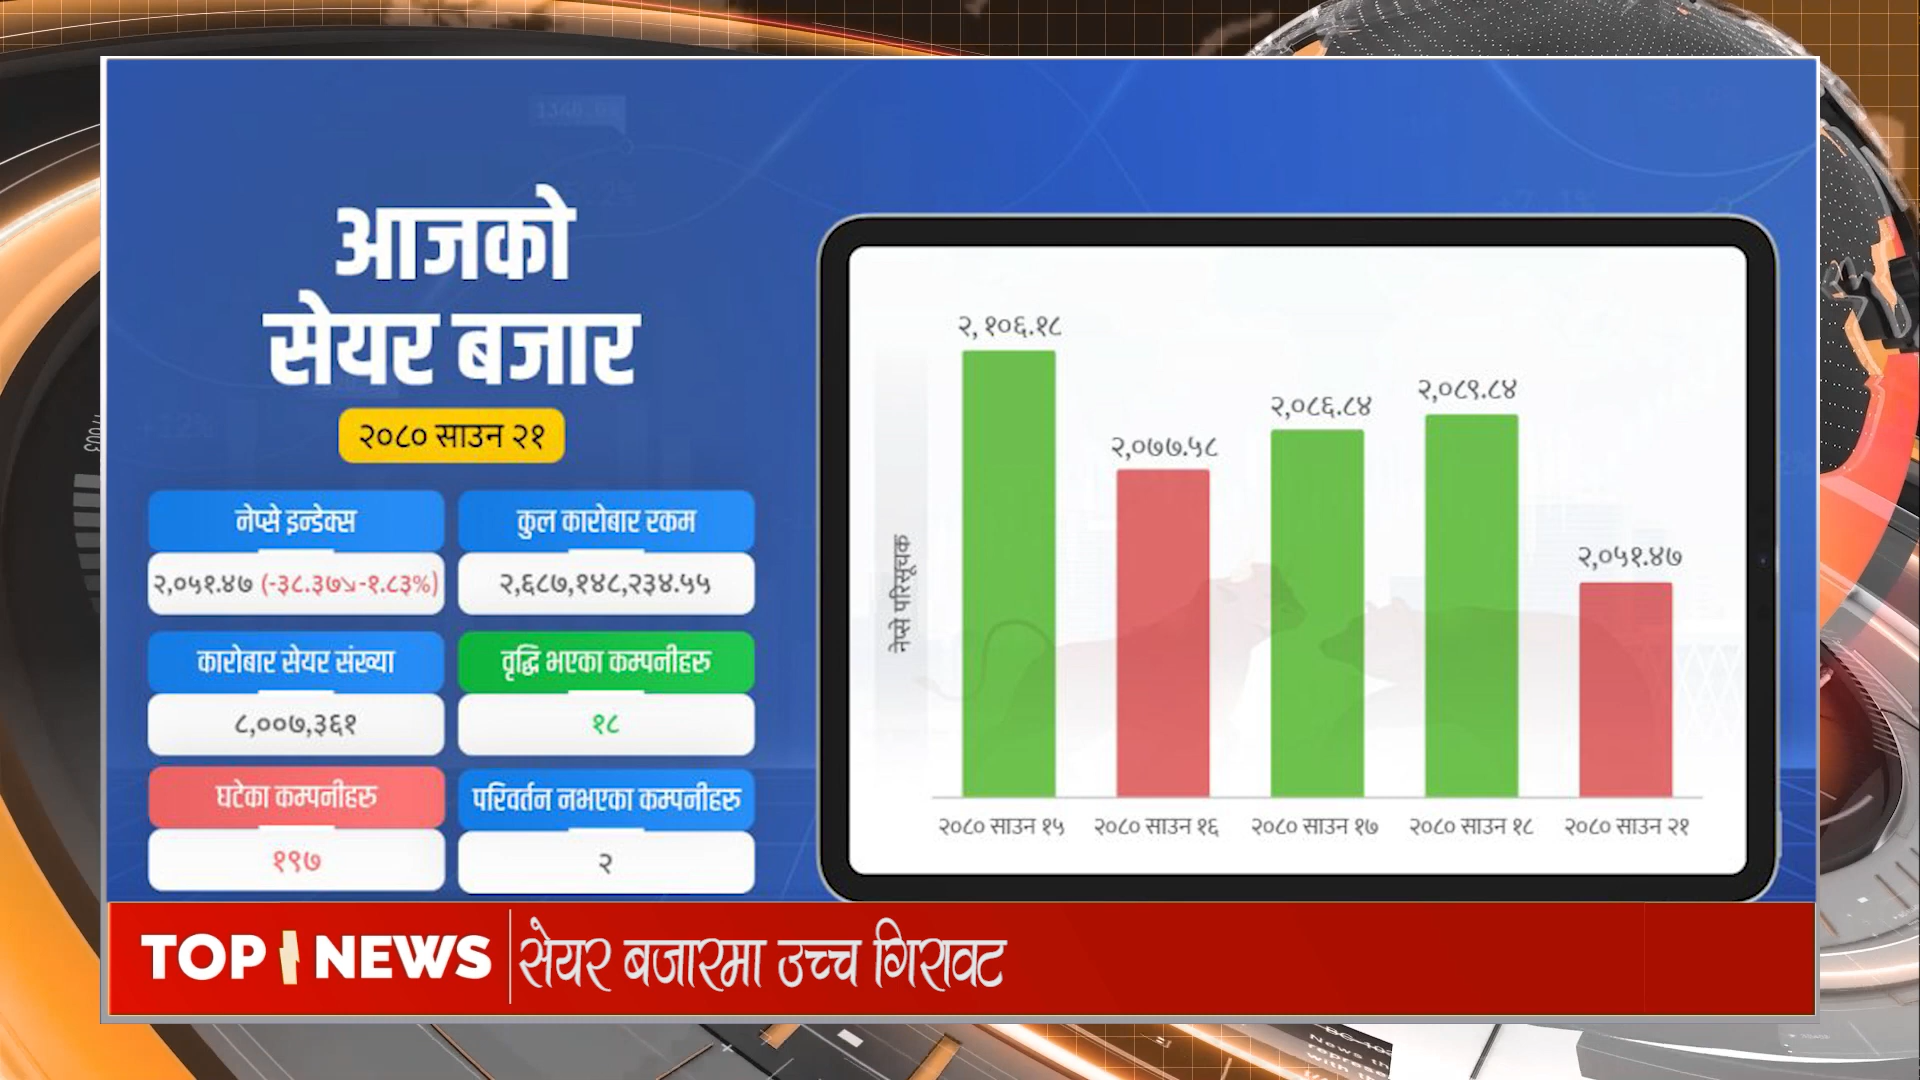 आजको
सेयर बजार
२०८० साउन २१
नेप्से इन्डेक्स
२,०५१.४७ (-३८.३७↘-१.८३%)
कुल कारोबार रकम
२,६८७,१४८,२३४.५५
कारोबार सेयर संख्या
८,००७,३६१
वृद्धि भएका कम्पनीहरु
१८
घटेका कम्पनीहरु
१९७
परिवर्तन नभएका कम्पनीहरु
२
नेप्से परिसूचक
२,१०६.१८
२,०७७.५८
२,०८६.८४
२,०८९.८४
२,०५१.४७
२०८० साउन १५
२०८० साउन १६
२०८० साउन १७
२०८० साउन १८
२०८० साउन २१
TOP NEWS
सेयर बजारमा उच्च गिरावट